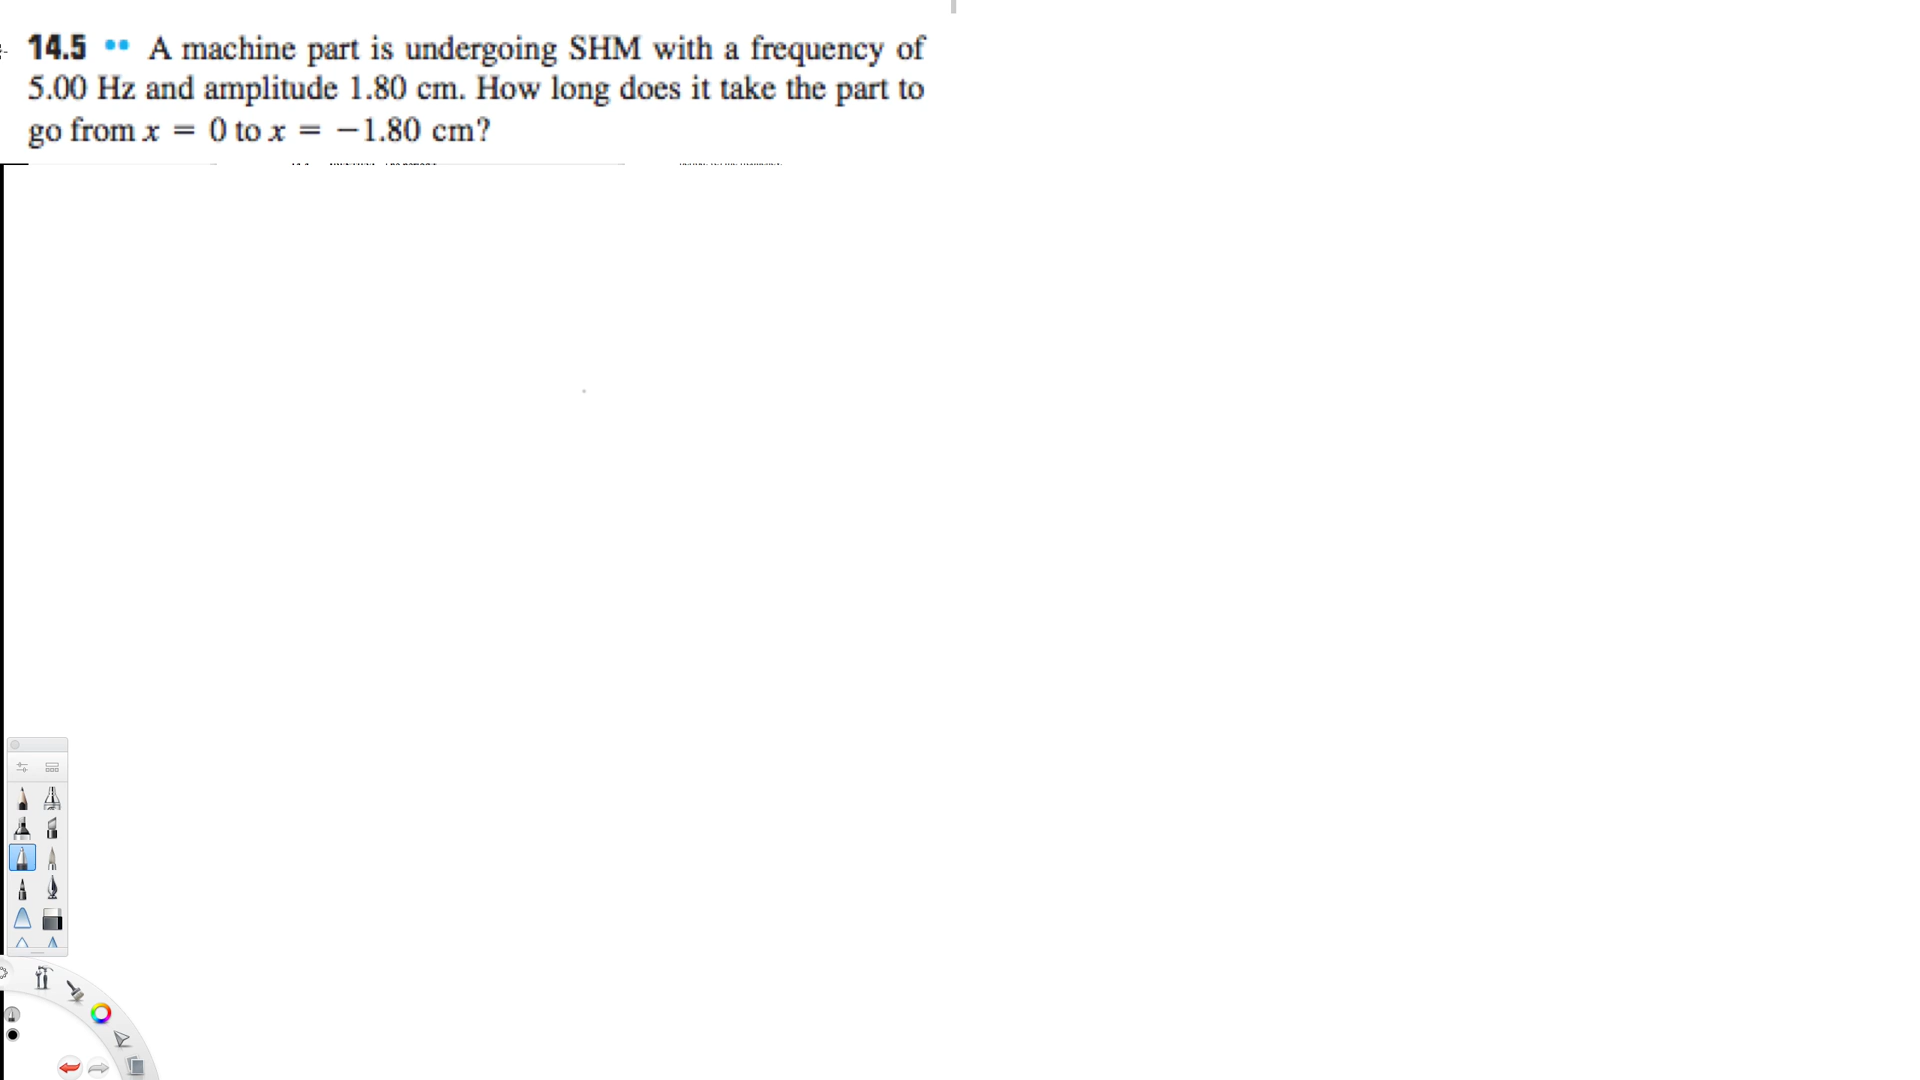 14.5 •• A machine part is undergoing SHM with a frequency of
5.00 Hz and amplitude 1.80 cm. How long does it take the part to
go from x = 0 to x = −1.80 cm?